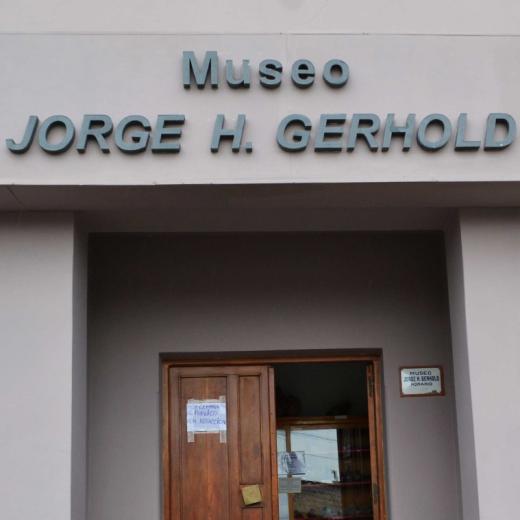 Museo
JORGE H. GERHOLD
MUSEO
JORGE H. GERHOLD
HORARIO